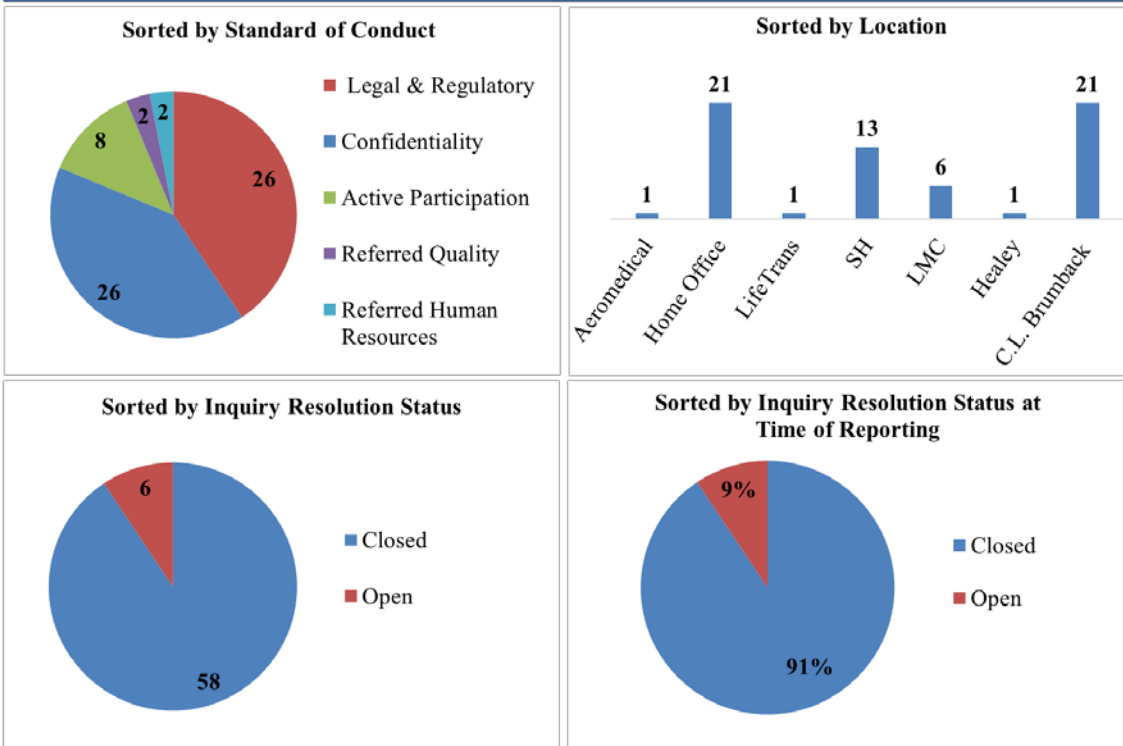 Sorted by Standard of Conduct
2
2
8
26
26
Legal & Regulatory
Confidentiality
Active Participation
Referred Quality
Referred Human
Resources
Sorted by Location
1
21
1
13
6
1
21
Aeromedical
Home Office
LifeTrans
SH
LMC
Healey
C.L. Brumback
Sorted by Inquiry Resolution Status
6
58
Closed
Open
Sorted by Inquiry Resolution Status at
Time of Reporting
9%
91%
Closed
Open